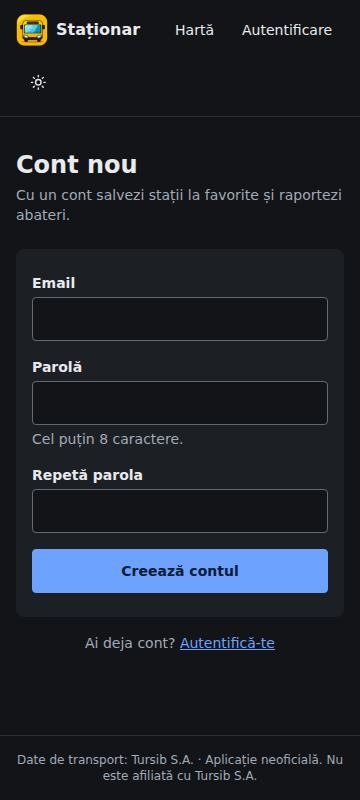 Staționar Hartă Autentificare
Cont nou
Cu un cont salvezi stații la favorite și raportezi
abateri.
Email
Parolă
Cel puțin 8 caractere.
Repetă parola
Creează contul
Ai deja cont? Autentifică-te
Date de transport: Tursib S.A. · Aplicație neoficială. Nu
este afiliată cu Tursib S.A.